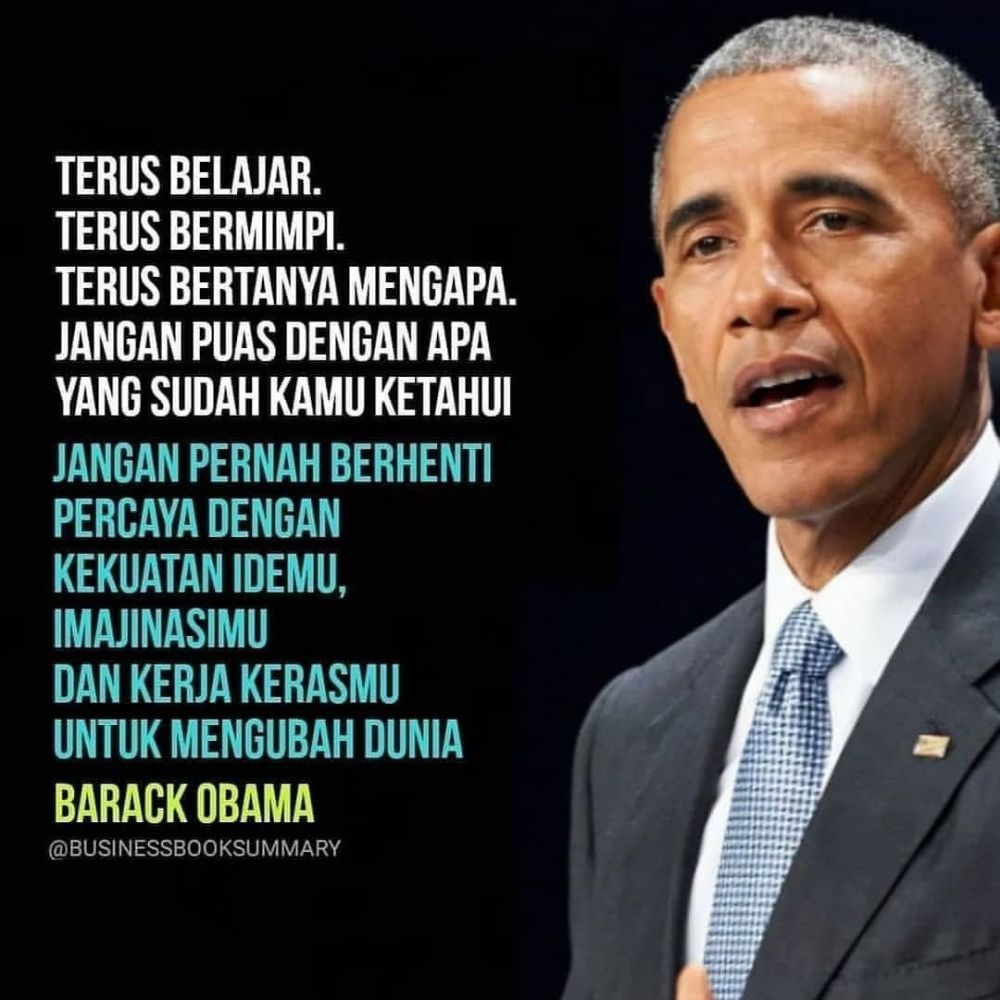 TERUS BELAJAR.
TERUS BERMIMPI.
TERUS BERTANYA MENGAPA.
JANGAN PUAS DENGAN APA
YANG SUDAH KAMU KETAHUI
JANGAN PERNAH BERHENTI
PERCAYA DENGAN
KEKUATAN IDEMU,
IMAJINASIMU
DAN KERJA KERASMU
UNTUK MENGUBAH DUNIA
BARACK OBAMA
@BUSINESSBOOKSUMMARY